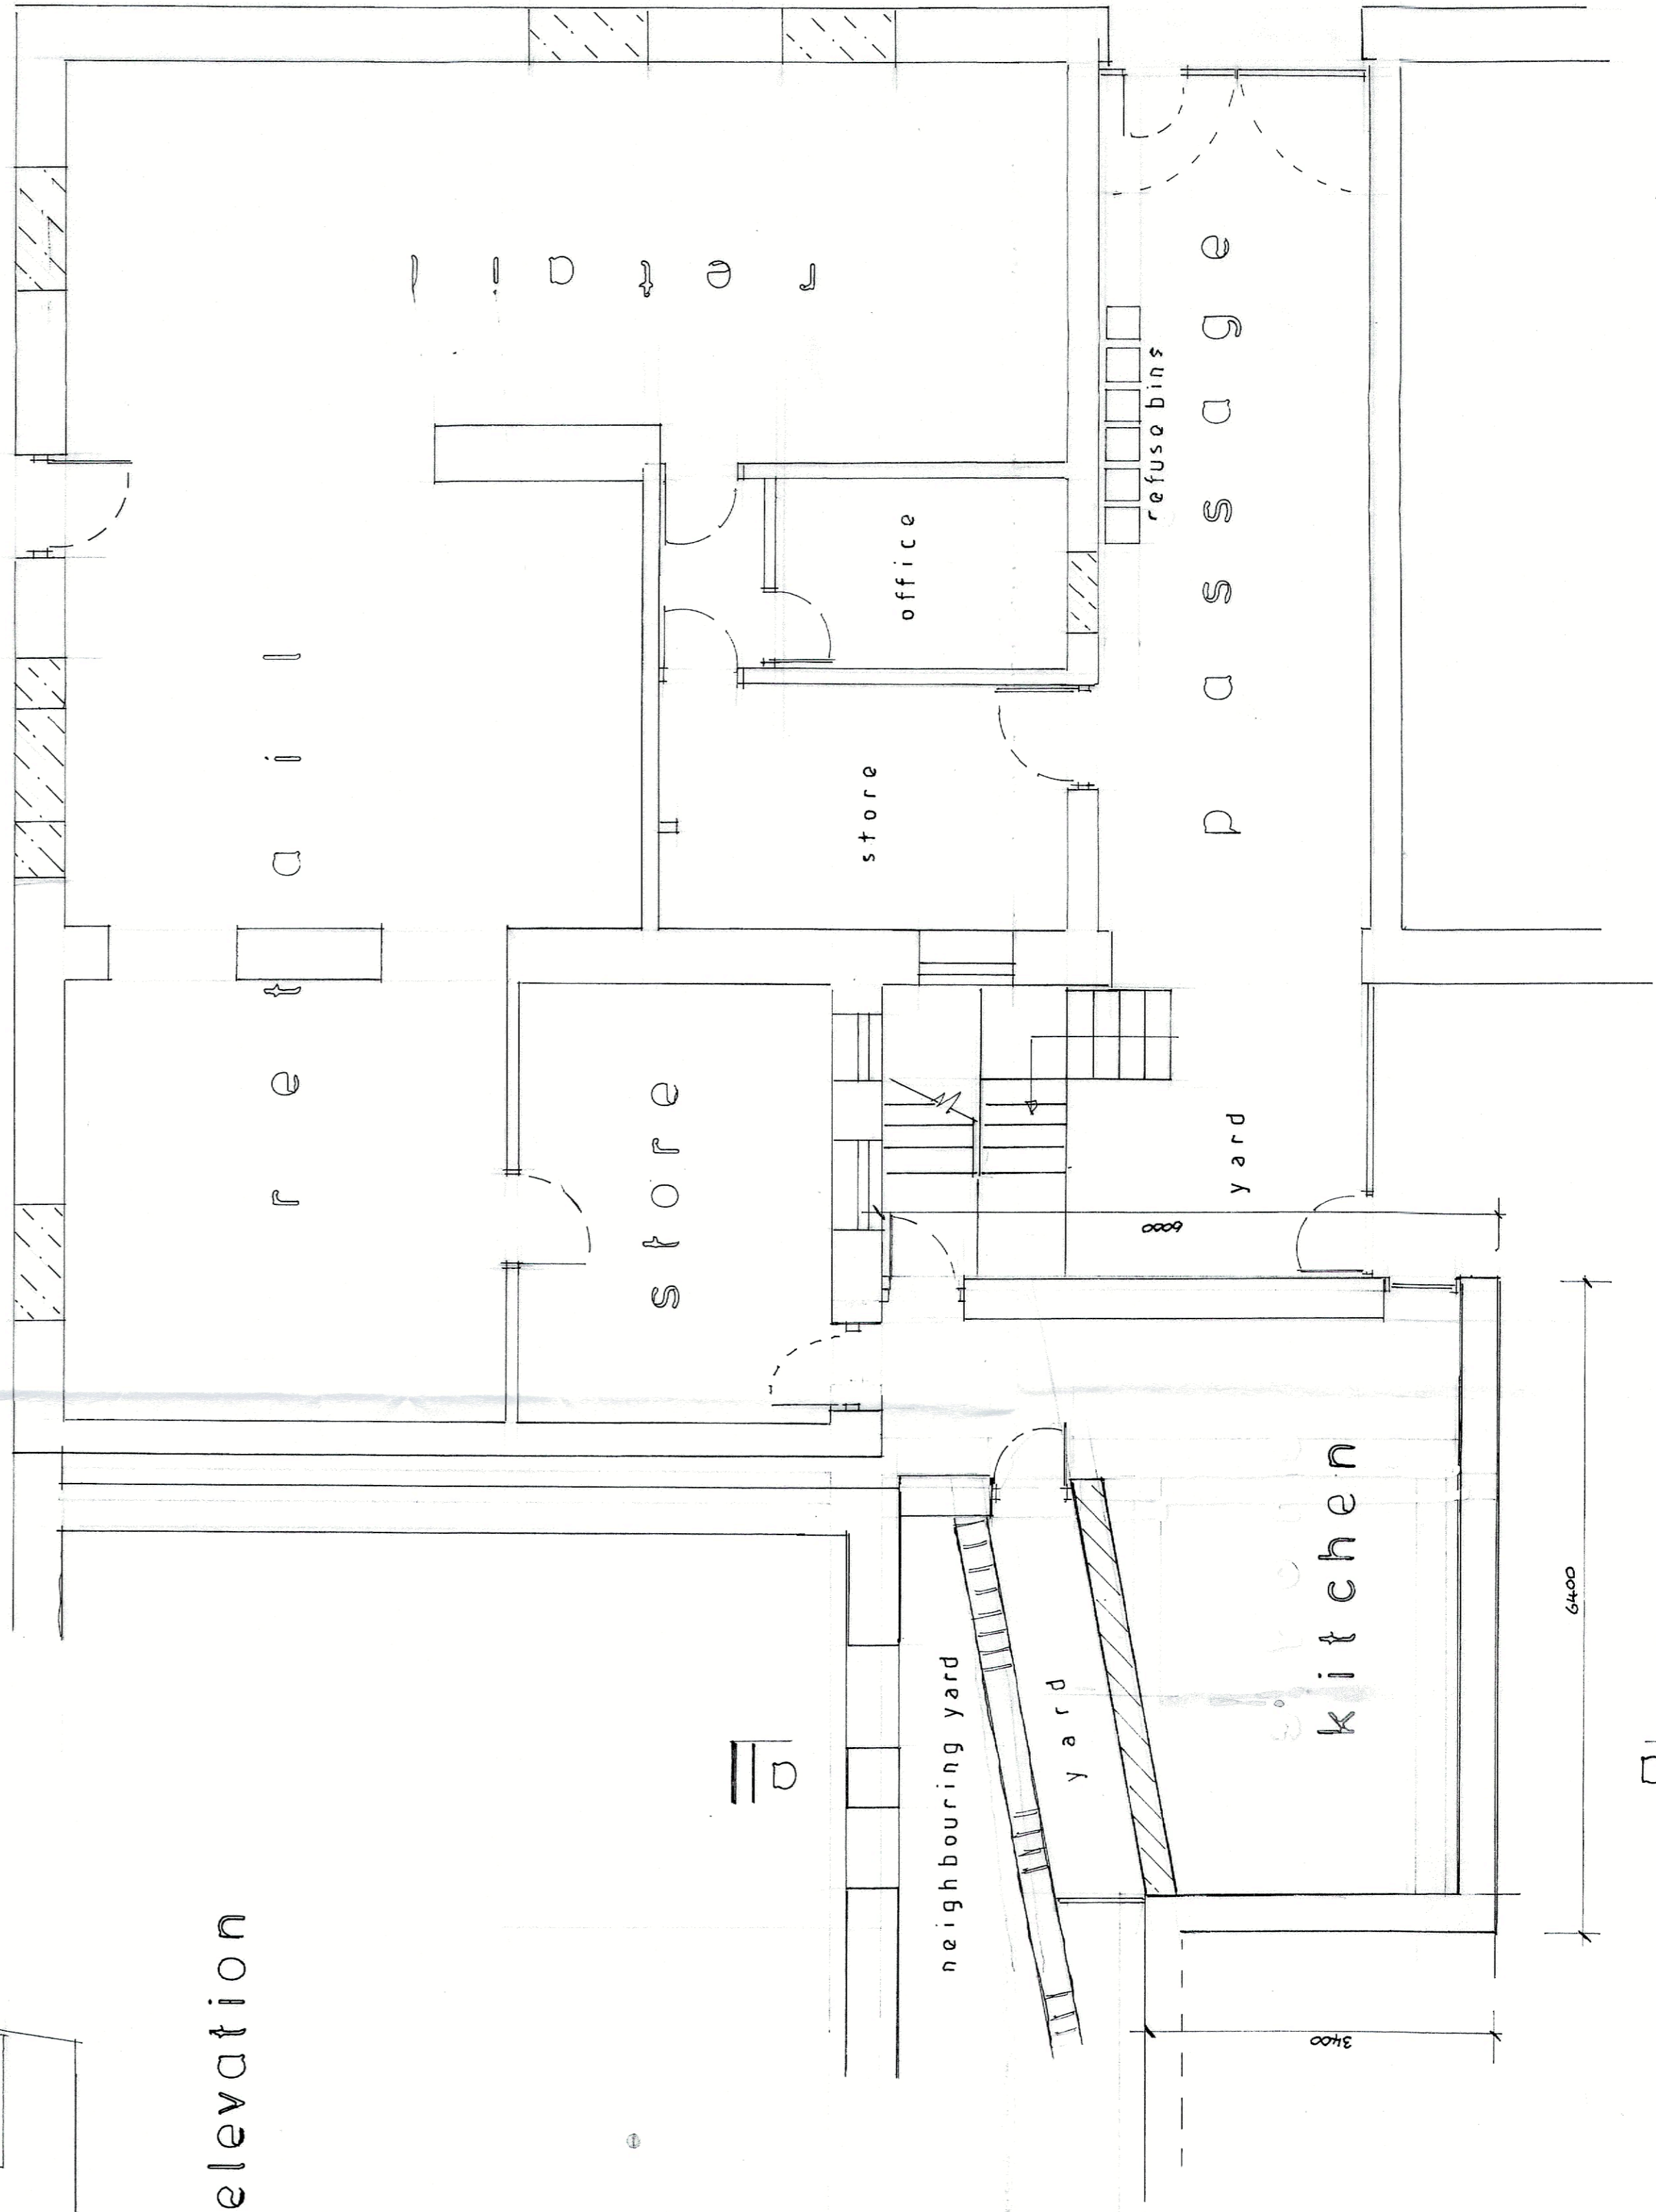 retail
retail
passage
refuse bins
office
store
store
yard
6000
kitchen
6400
yard
neighbouring yard
3400
elevation